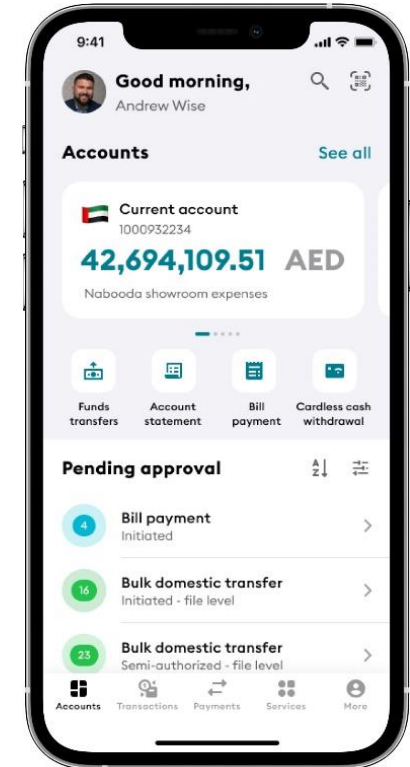 9:41
Good morning,
Andrew Wise
Accounts
See all
Current account
1000932234
42,694,109.51 AED
Nabooda showroom expenses
Funds transfers
Account statement
Bill payment
Cardless cash withdrawal
Pending approval
A
Z
4
Bill payment
Initiated
16
Bulk domestic transfer
Initiated - file level
23
Bulk domestic transfer
Semi-authorized - file level
Accounts
Transactions
Payments
Services
More